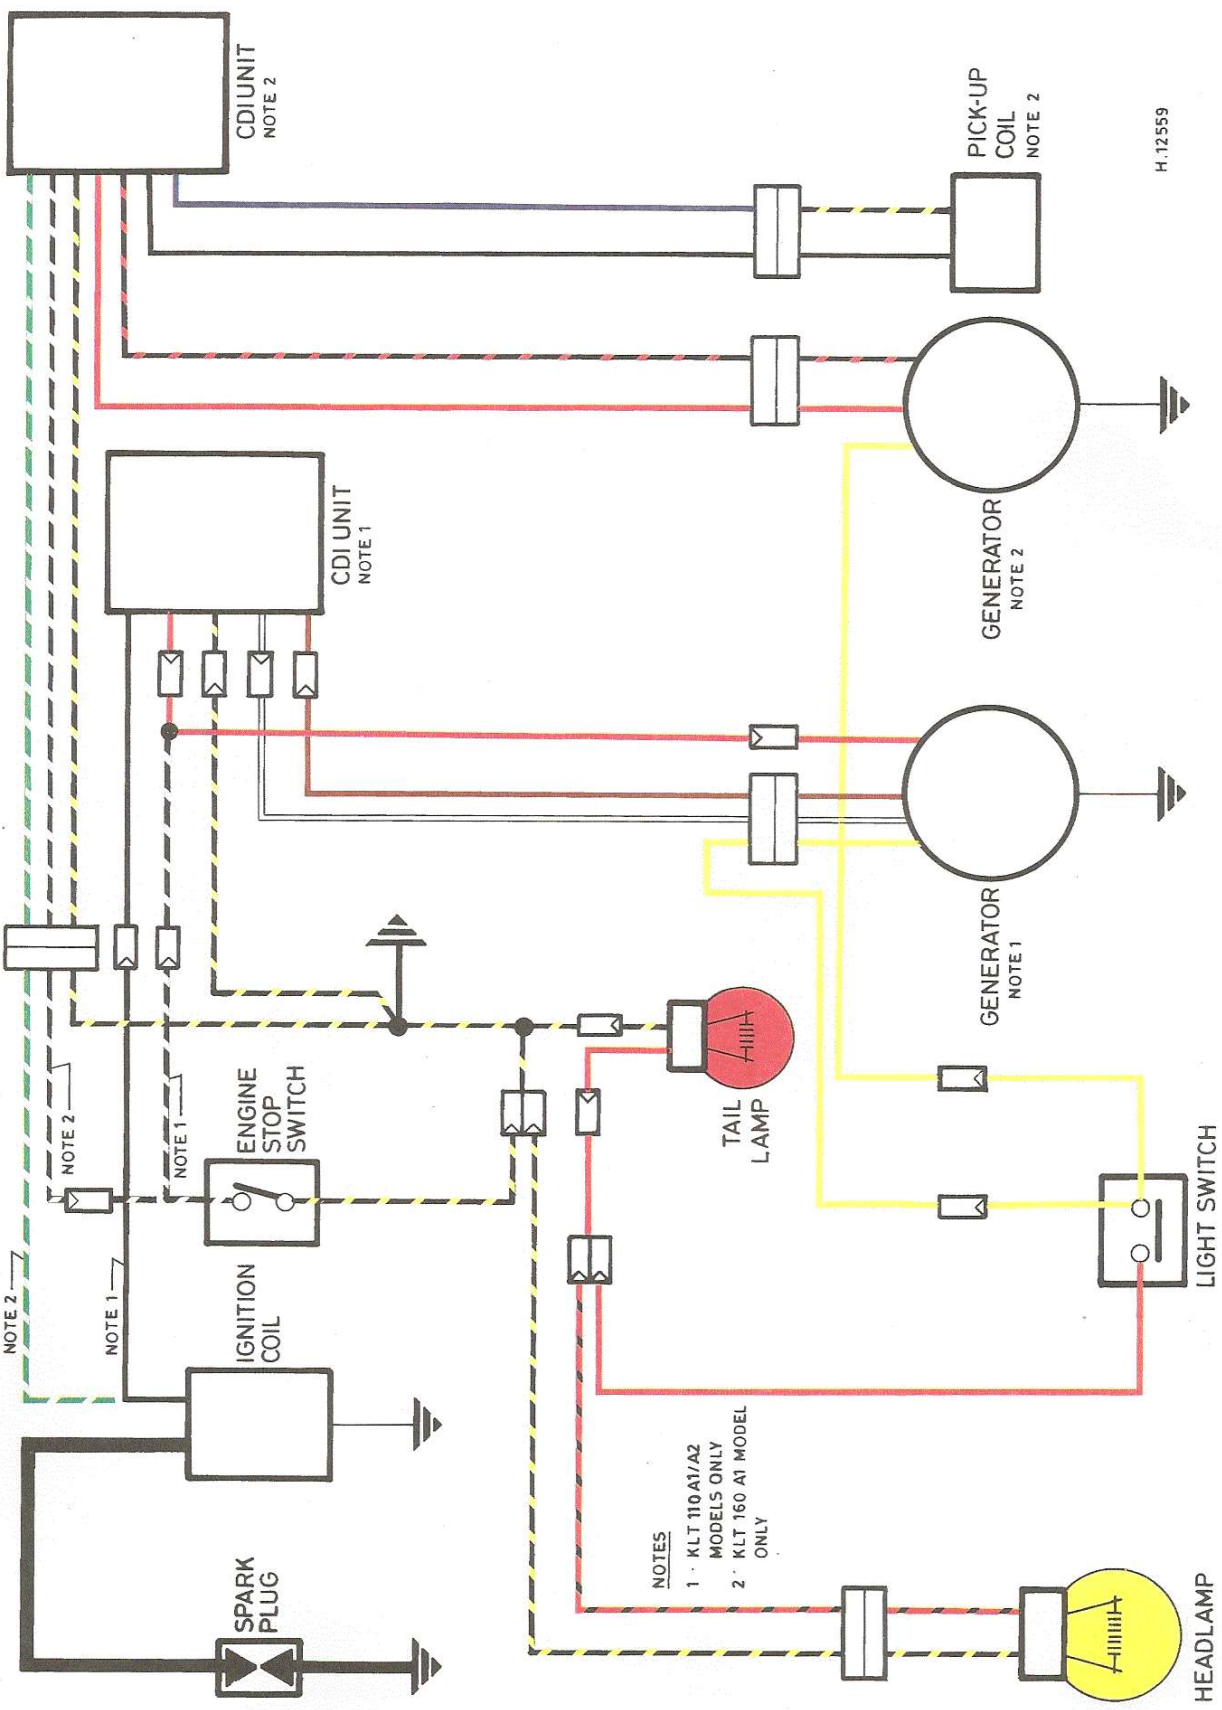 CDI UNIT
NOTE 2
PICK-UP
COIL
NOTE 2
H.12559
CDI UNIT
NOTE 1
GENERATOR
NOTE 2
GENERATOR
NOTE 1
NOTE 2
NOTE 1
ENGINE
STOP
SWITCH
TAIL
LAMP
NOTE 2
NOTE 1
IGNITION
COIL
LIGHT SWITCH
NOTES
1 · KLT 110 A1/A2
MODELS ONLY
2 · KLT 160 A1 MODEL
ONLY
SPARK
PLUG
HEADLAMP